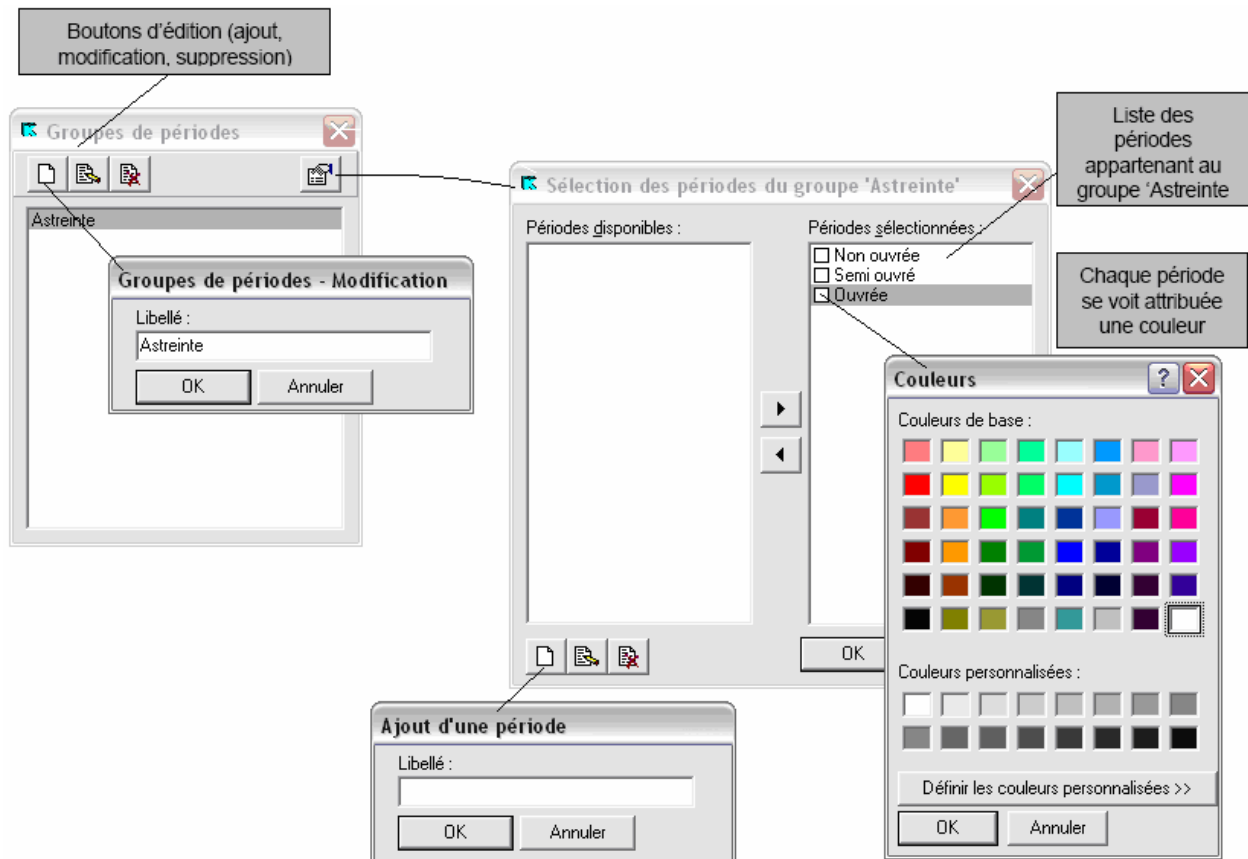 Boutons d'édition (ajout,
modification, suppression)
Groupes de périodes
Astreinte
Groupes de périodes - Modification
Libellé :
Astreinte
OK
Annuler
Sélection des périodes du groupe 'Astreinte'
Périodes disponibles :
Périodes sélectionnées :
Non ouvrée
Semi ouvré
Ouvrée
OK
Liste des
périodes
appartenant au
groupe ‘Astreinte
Chaque période
se voit attribuée
une couleur
Couleurs
?
Couleurs de base :
Couleurs personnalisées :
Définir les couleurs personnalisées >>
OK
Annuler
Ajout d'une période
Libellé :
OK
Annuler